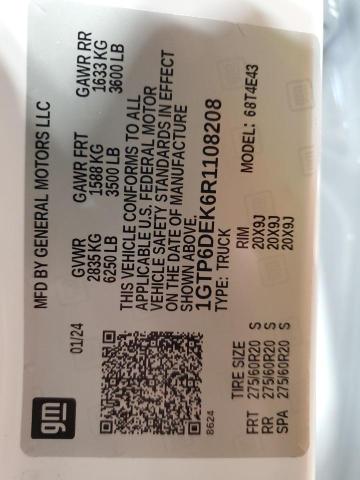 gm
01/24
MFD BY GENERAL MOTORS LLC
GVWR GAWR FRT GAWR RR
2835 KG 1588 KG 1633 KG
6250 LB 3500 LB 3600 LB
THIS VEHICLE CONFORMS TO ALL
APPLICABLE U.S. FEDERAL MOTOR
VEHICLE SAFETY STANDARDS IN EFFECT
ON THE DATE OF MANUFACTURE
SHOWN ABOVE.
1GTP6DEK6R1108208
TYPE: TRUCK MODEL: 68T4E43
8624
TIRE SIZE RIM
FRT 275/60R20 S 20X9J
RR 275/60R20 S 20X9J
SPA 275/60R20 S 20X9J